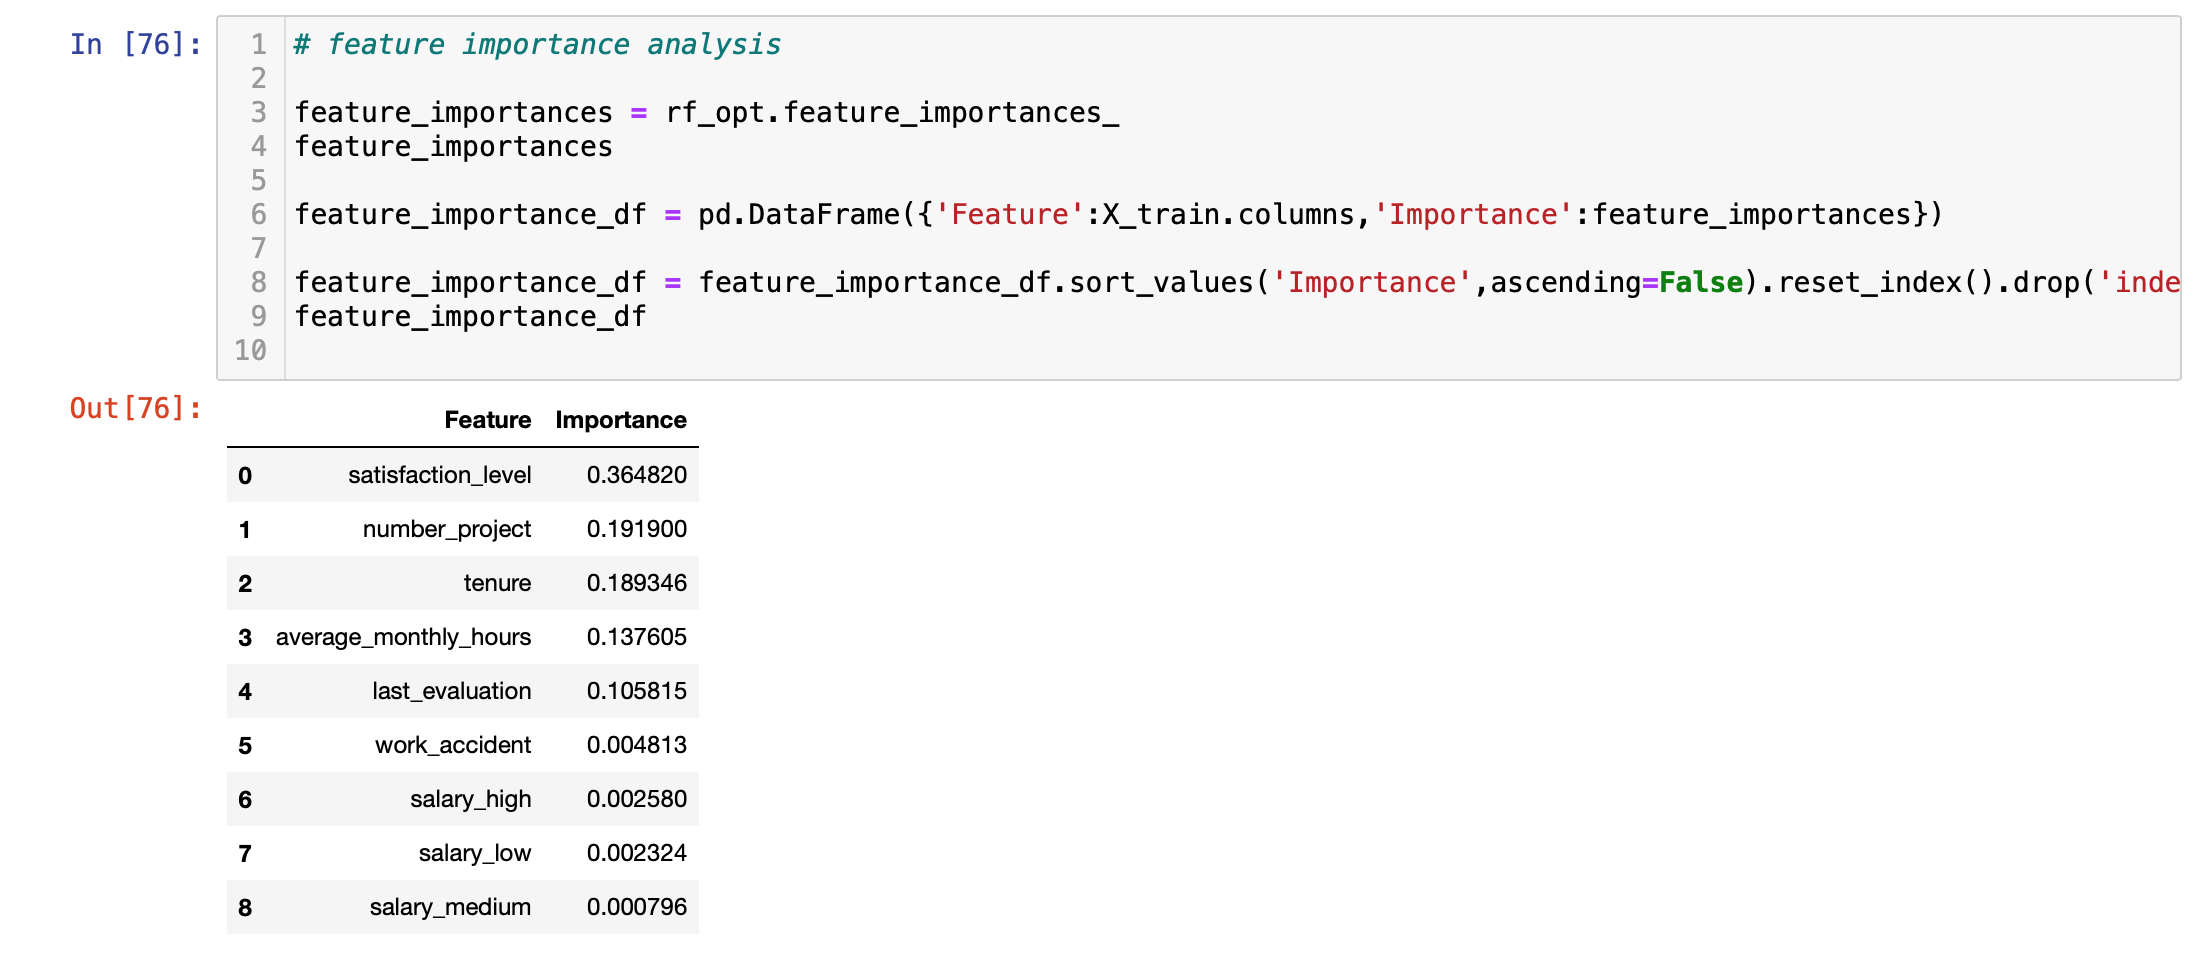 In [76]:
1 # feature importance analysis
2
3 feature_importances = rf_opt.feature_importances_
4 feature_importances
5
6 feature_importance_df = pd.DataFrame({'Feature':X_train.columns,'Importance':feature_importances})
7
8 feature_importance_df = feature_importance_df.sort_values('Importance',ascending=False).reset_index().drop('inde
9 feature_importance_df
10
Out[76]:
Feature Importance
0 satisfaction_level 0.364820
1 number_project 0.191900
2 tenure 0.189346
3 average_monthly_hours 0.137605
4 last_evaluation 0.105815
5 work_accident 0.004813
6 salary_high 0.002580
7 salary_low 0.002324
8 salary_medium 0.000796